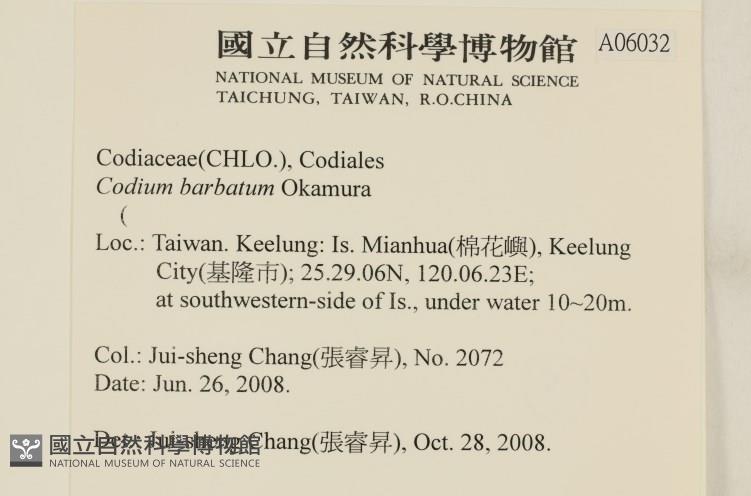 國立自然科學博物館 A06032
NATIONAL MUSEUM OF NATURAL SCIENCE
TAICHUNG, TAIWAN, R.O.CHINA
Codiaceae(CHLO.), Codiales
Codium barbatum Okamura
(
Loc.: Taiwan. Keelung: Is. Mianhua(棉花嶼), Keelung
City(基隆市); 25.29.06N, 120.06.23E;
at southwestern-side of Is., under water 10~20m.
Col.: Jui-sheng Chang(張睿昇), No. 2072
Date: Jun. 26, 2008.
Det.: Jui-sheng Chang(張睿昇), Oct. 28, 2008.
國立自然科學博物館
NATIONAL MUSEUM OF NATURAL SCIENCE